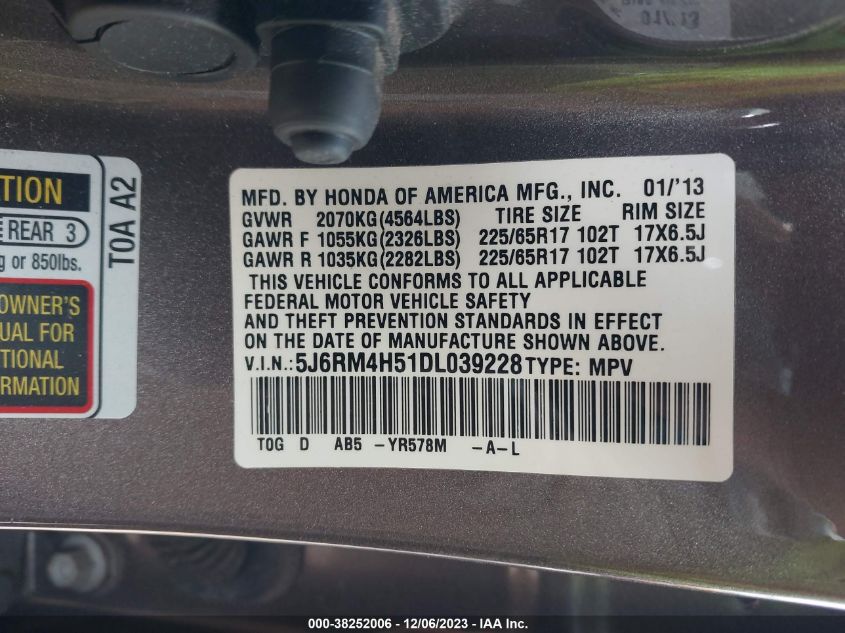 01/'13
TION
REAR 3
g or 850lbs.
OWNER'S
UAL FOR
TIONAL
RMATION
T0A A2
MFD. BY HONDA OF AMERICA MFG., INC. 01/'13
GVWR 2070KG(4564LBS) TIRE SIZE RIM SIZE
GAWR F 1055KG(2326LBS) 225/65R17 102T 17X6.5J
GAWR R 1035KG(2282LBS) 225/65R17 102T 17X6.5J
THIS VEHICLE CONFORMS TO ALL APPLICABLE
FEDERAL MOTOR VEHICLE SAFETY
AND THEFT PREVENTION STANDARDS IN EFFECT
ON THE DATE OF MANUFACTURE SHOWN ABOVE.
V.I.N.:5J6RM4H51DL039228 TYPE: MPV
TOG D AB5 -YR578M -A-L
000-38252006 - 12/06/2023 - IAA Inc.